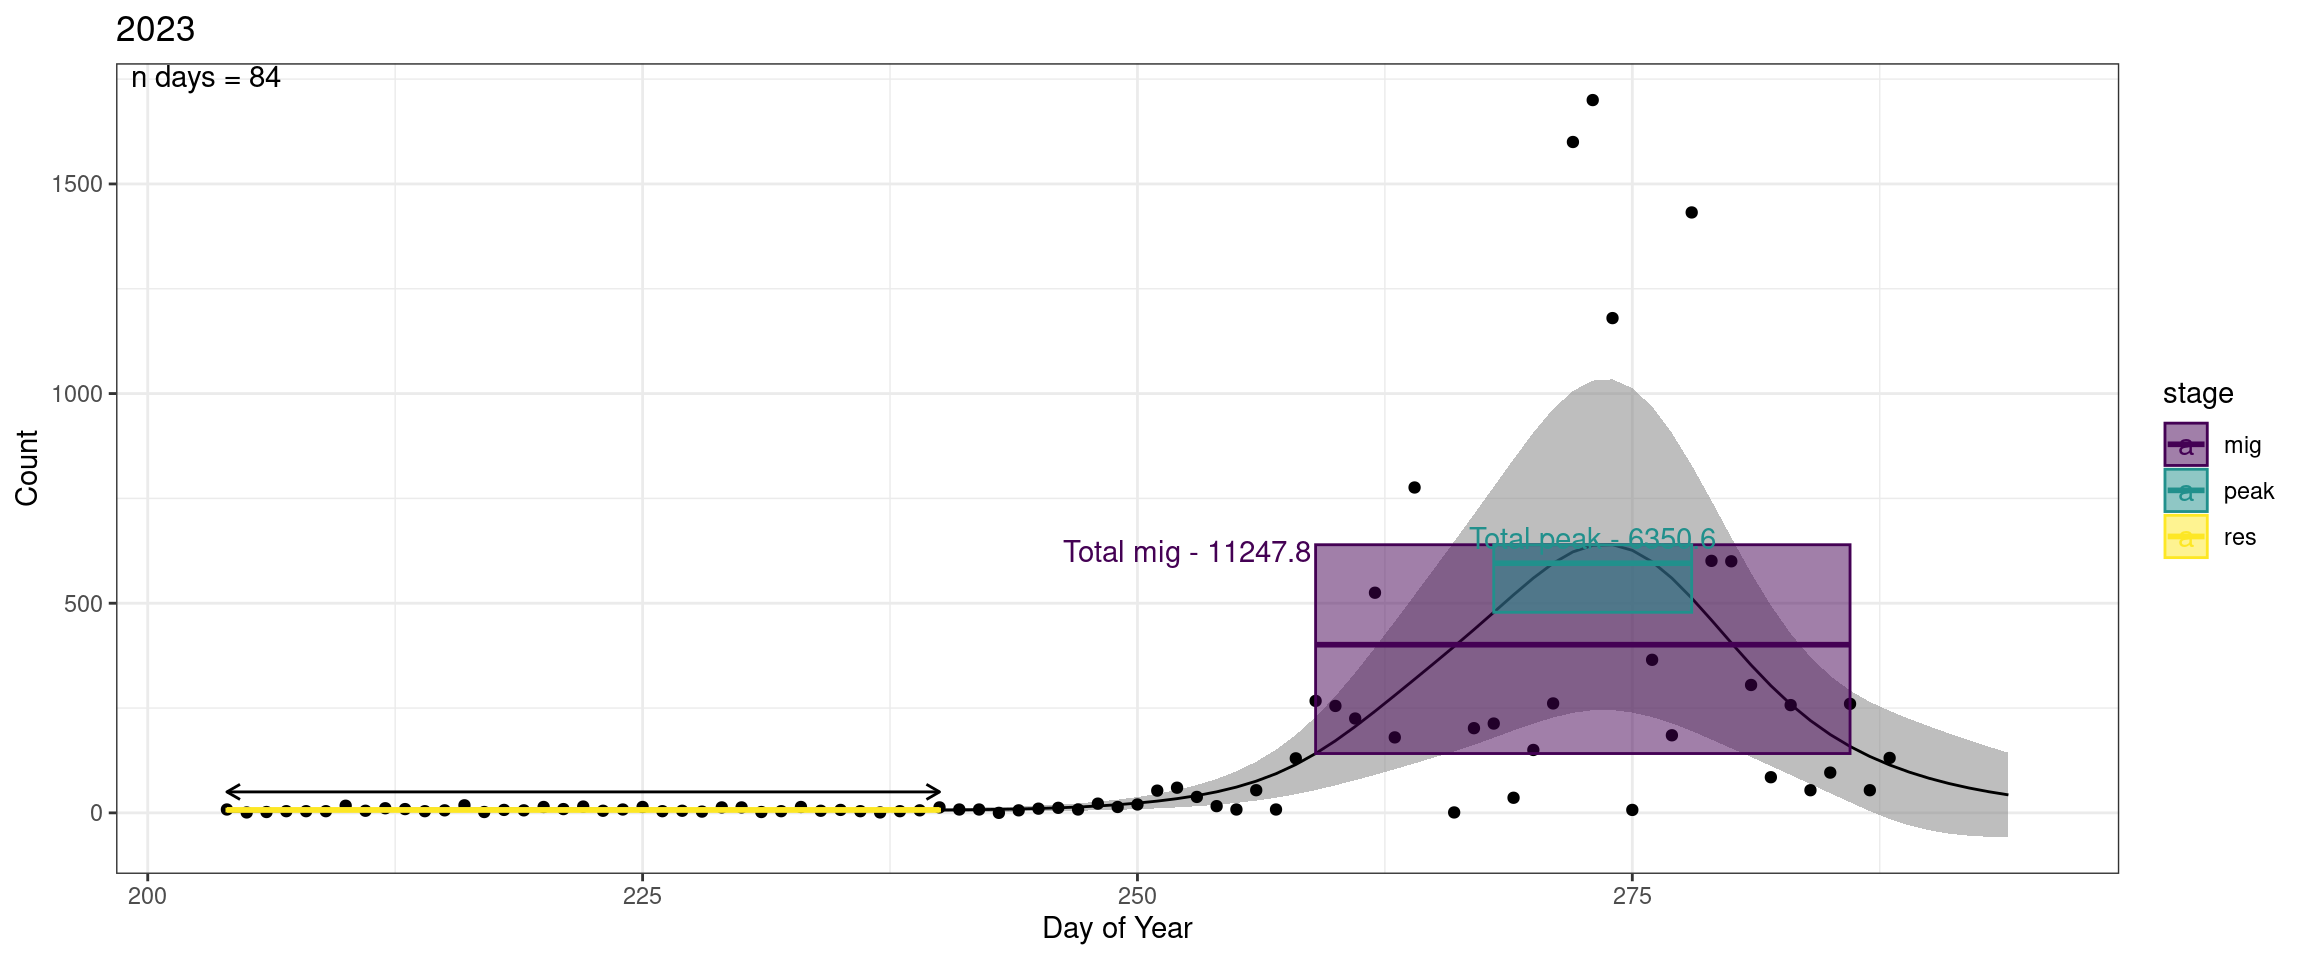 2023
n days = 84
1500
1000
500
0
Count
Total mig - 11247.8
Total peak - 6350.6
200
225
250
275
Day of Year
stage
a mig
a peak
a res